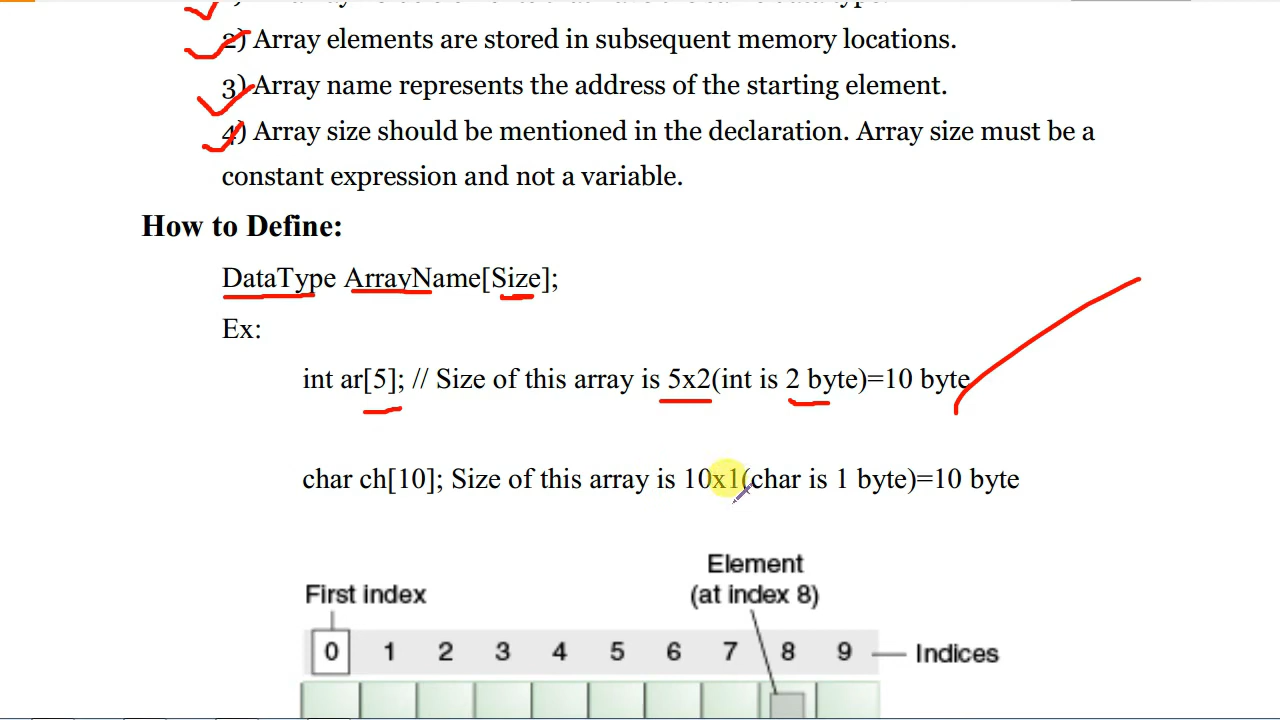 2) Array elements are stored in subsequent memory locations.
3) Array name represents the address of the starting element.
4) Array size should be mentioned in the declaration. Array size must be a
constant expression and not a variable.
How to Define:
DataType ArrayName[Size];
Ex:
int ar[5]; // Size of this array is 5x2(int is 2 byte)=10 byte
char ch[10]; Size of this array is 10x1(char is 1 byte)=10 byte
Element
First index (at index 8)
0 1 2 3 4 5 6 7 8 9 Indices